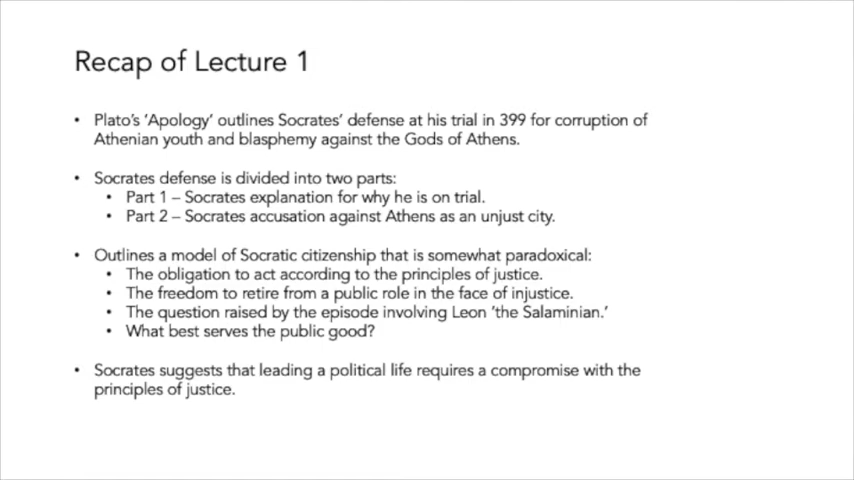 Recap of Lecture 1
• Plato's 'Apology' outlines Socrates' defense at his trial in 399 for corruption of
Athenian youth and blasphemy against the Gods of Athens.
• Socrates defense is divided into two parts:
• Part 1 – Socrates explanation for why he is on trial.
• Part 2 – Socrates accusation against Athens as an unjust city.
• Outlines a model of Socratic citizenship that is somewhat paradoxical:
• The obligation to act according to the principles of justice.
• The freedom to retire from a public role in the face of injustice.
• The question raised by the episode involving Leon 'the Salaminian.'
• What best serves the public good?
• Socrates suggests that leading a political life requires a compromise with the
principles of justice.